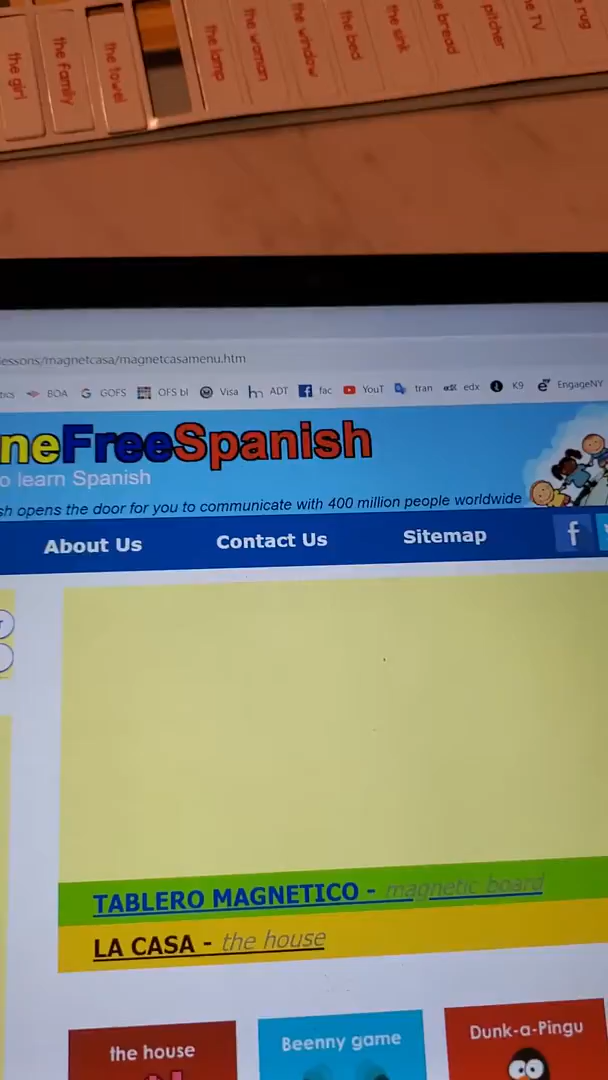 the girl
the family
the towel
the lamp
the woman
the window
the bed
the sink
bread
pitcher
TV
rug
essons/magnetcasa/magnetcasamenu.htm
tics BOA GOFS OFS bl Visa ADT fac YouT tran edx K9 EngageNY
neFreeSpanish
o learn Spanish
sh opens the door for you to communicate with 400 million people worldwide
About Us Contact Us Sitemap
TABLERO MAGNETICO - magnetic board
LA CASA - the house
the house Beenny game Dunk-a-Pingu